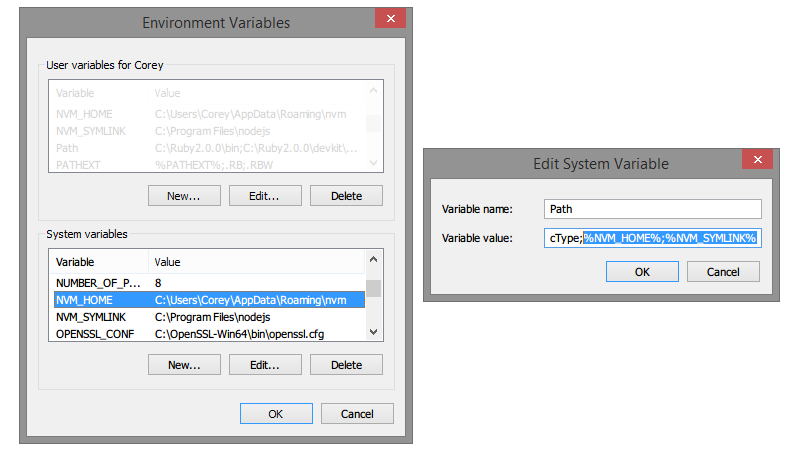 Environment Variables
User variables for Corey
Variable Value
NVM_HOME C:\Users\Corey\AppData\Roaming\nvm
NVM_SYMLINK C:\Program Files\nodejs
Path C:\Ruby2.0.0\bin;C:\Ruby2.0.0\devkit\...
PATHEXT %PATHEXT%;.RB;.RBW
New... Edit... Delete
System variables
Variable Value
NUMBER_OF_P... 8
NVM_HOME C:\Users\Corey\AppData\Roaming\nvm
NVM_SYMLINK C:\Program Files\nodejs
OPENSSL_CONF C:\OpenSSL-Win64\bin\openssl.cfg
New... Edit... Delete
OK Cancel
Edit System Variable
Variable name: Path
Variable value: cType;%NVM_HOME%;%NVM_SYMLINK%
OK Cancel